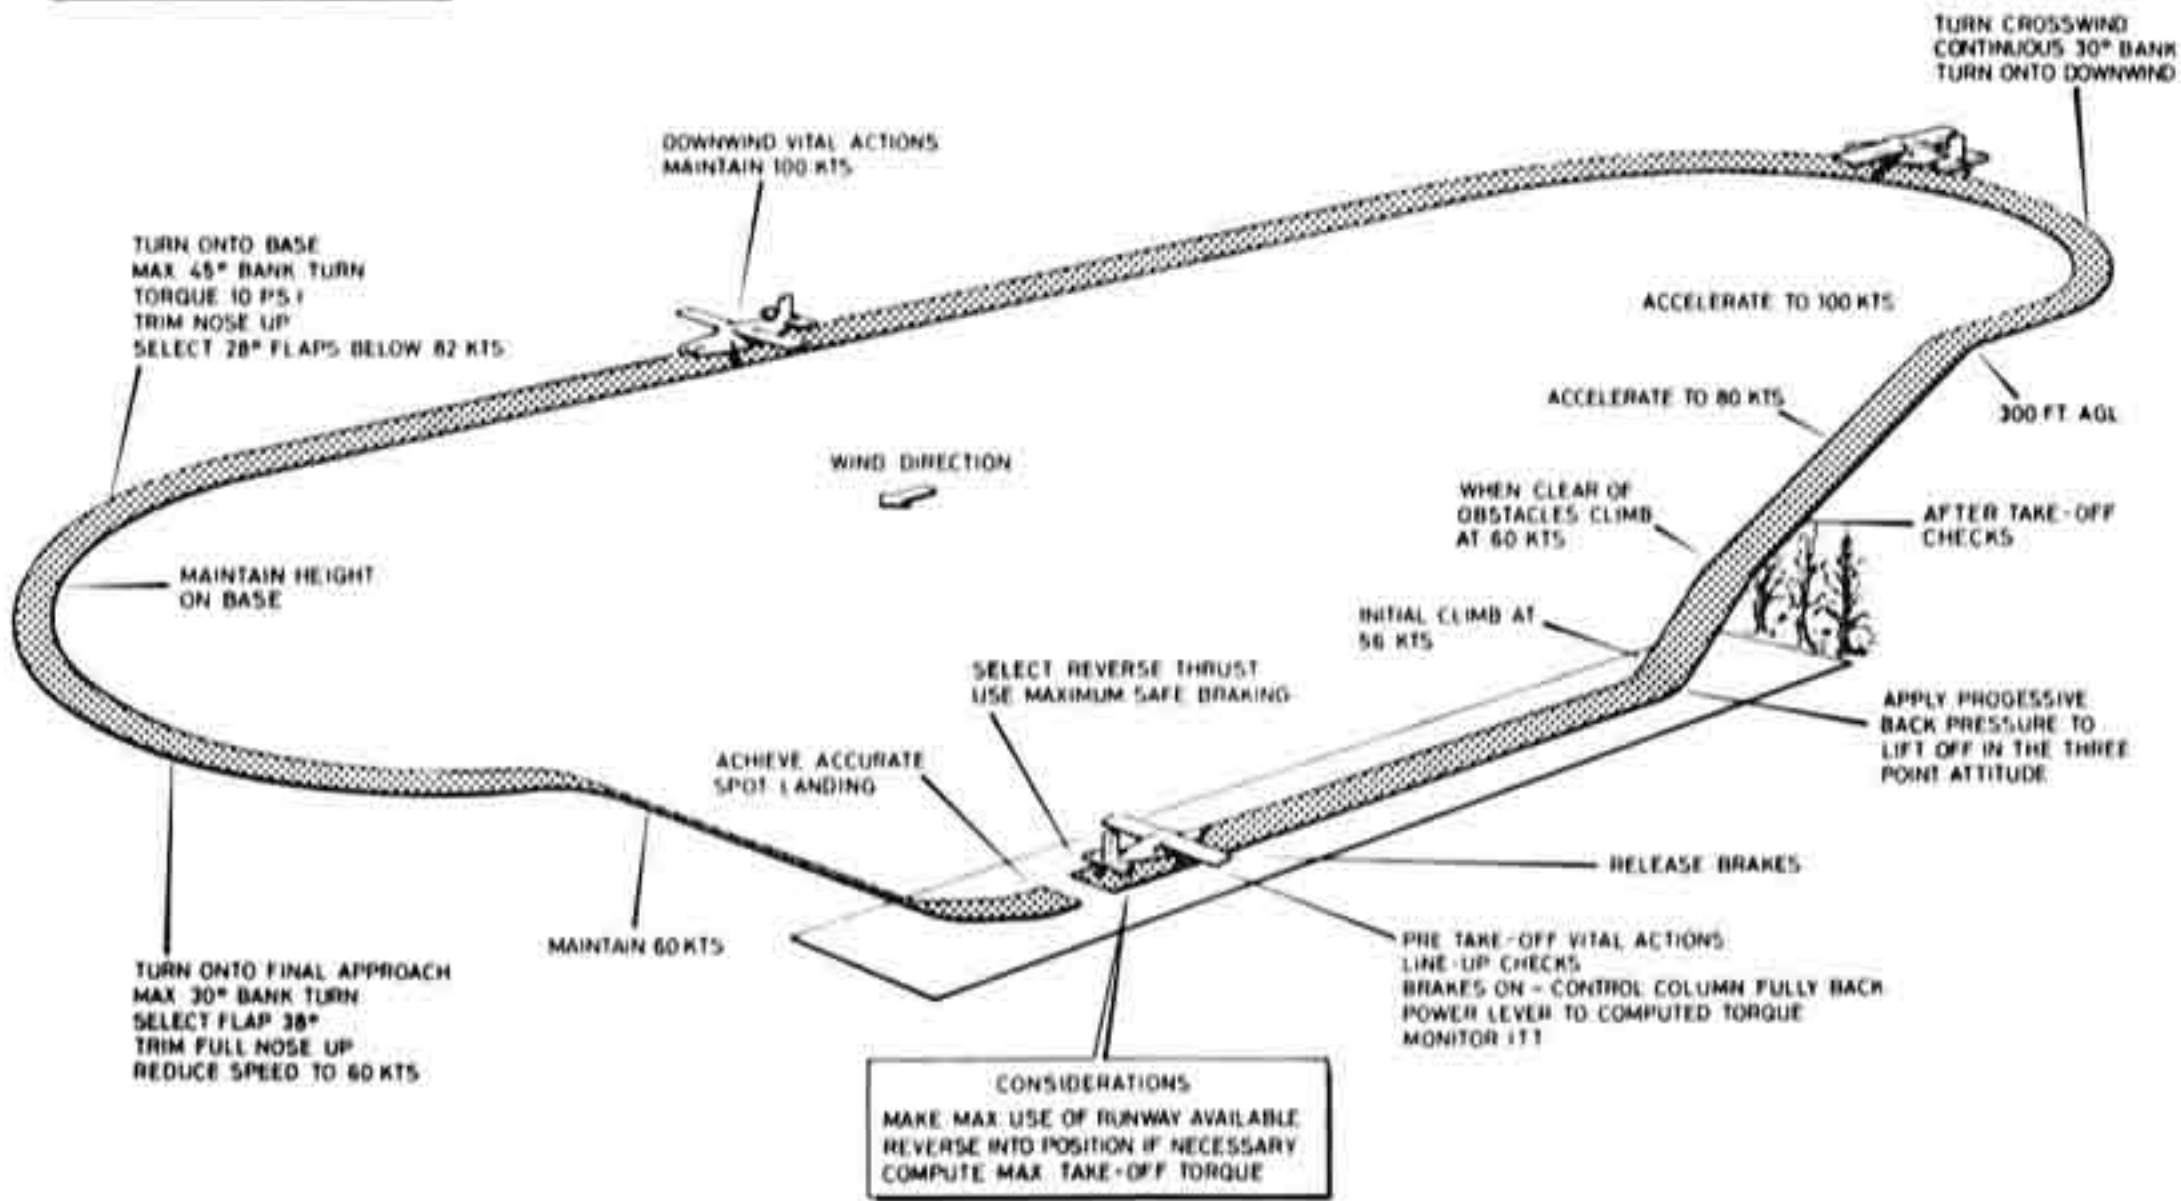 TURN CROSSWIND
CONTINUOUS 30° BANK
TURN ONTO DOWNWIND
DOWNWIND VITAL ACTIONS
MAINTAIN 100 KTS
TURN ONTO BASE
MAX 45° BANK TURN
TORQUE 10 PSI
TRIM NOSE UP
SELECT 28° FLAPS BELOW 82 KTS
ACCELERATE TO 100 KTS
ACCELERATE TO 80 KTS
300 FT. AGL
WIND DIRECTION
WHEN CLEAR OF
OBSTACLES CLIMB
AT 60 KTS
AFTER TAKE-OFF
CHECKS
MAINTAIN HEIGHT
ON BASE
INITIAL CLIMB AT
56 KTS
SELECT REVERSE THRUST
USE MAXIMUM SAFE BRAKING
APPLY PROGESSIVE
BACK PRESSURE TO
LIFT OFF IN THE THREE
POINT ATTITUDE
ACHIEVE ACCURATE
SPOT LANDING
RELEASE BRAKES
MAINTAIN 60 KTS
PRE TAKE-OFF VITAL ACTIONS
LINE-UP CHECKS
BRAKES ON - CONTROL COLUMN FULLY BACK
POWER LEVER TO COMPUTED TORQUE
MONITOR ITT
TURN ONTO FINAL APPROACH
MAX 30° BANK TURN
SELECT FLAP 38°
TRIM FULL NOSE UP
REDUCE SPEED TO 60 KTS
CONSIDERATIONS
MAKE MAX USE OF RUNWAY AVAILABLE
REVERSE INTO POSITION IF NECESSARY
COMPUTE MAX TAKE-OFF TORQUE